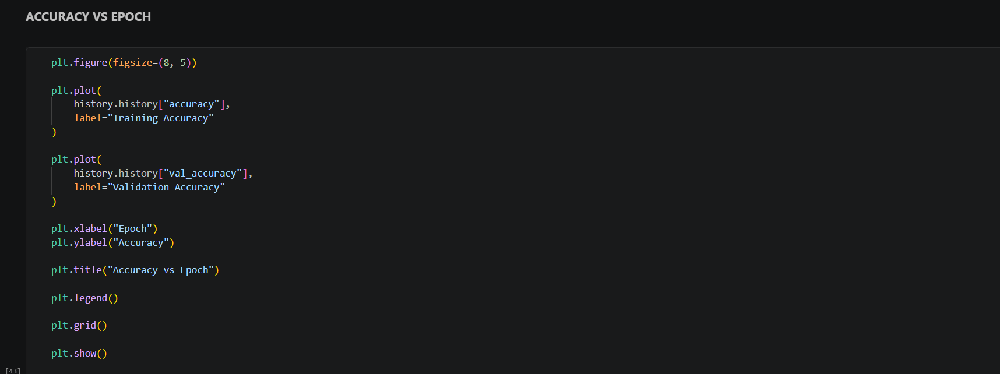 ACCURACY VS EPOCH
plt.figure(figsize=(8, 5))
plt.plot(
    history.history["accuracy"],
    label="Training Accuracy"
)
plt.plot(
    history.history["val_accuracy"],
    label="Validation Accuracy"
)
plt.xlabel("Epoch")
plt.ylabel("Accuracy")
plt.title("Accuracy vs Epoch")
plt.legend()
plt.grid()
plt.show()
[43]